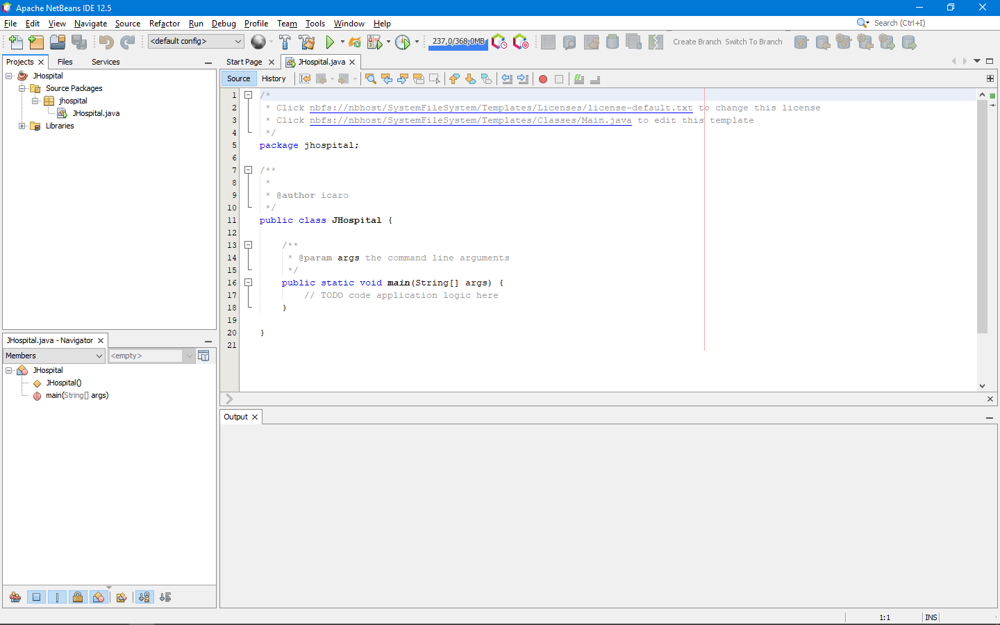 Apache NetBeans IDE 12.5
File Edit View Navigate Source Refactor Run Debug Profile Team Tools Window Help
Search (Ctrl+I)
<default config>
237,0/368,0MB
Create Branch Switch To Branch
Projects Files Services
JHospital
Source Packages
jhospital
JHospital.java
Libraries
JHospital.java - Navigator
Members
<empty>
JHospital
JHospital()
main(String[] args)
Start Page JHospital.java
Source History
1 /*
2 * Click nbfs://nbhost/SystemFileSystem/Templates/Licenses/license-default.txt to change this license
3 * Click nbfs://nbhost/SystemFileSystem/Templates/Classes/Main.java to edit this template
4 */
5 package jhospital;
6
7 /**
8 *
9 * @author icaro
10 */
11 public class JHospital {
12
13 /**
14 * @param args the command line arguments
15 */
16 public static void main(String[] args) {
17 // TODO code application logic here
18 }
19
20 }
21
Output
1:1 INS